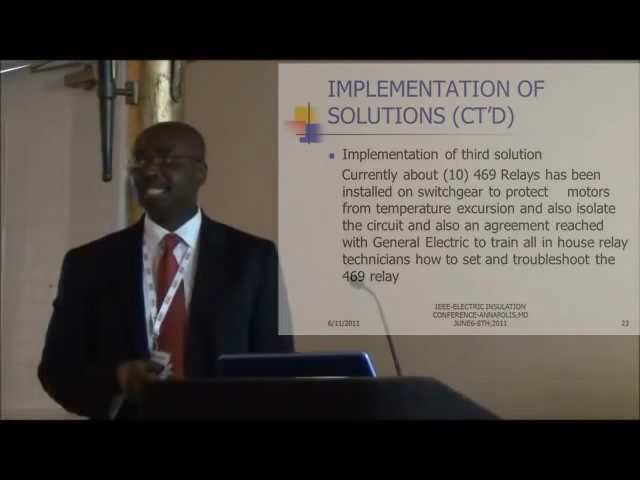 IMPLEMENTATION OF
SOLUTIONS (CT'D)
Implementation of third solution
Currently about (10) 469 Relays has been
installed on switchgear to protect motors
from temperature excursion and also isolate
the circuit and also an agreement reached
with General Electric to train all in house relay
technicians how to set and troubleshoot the
469 relay
IEEE-ELECTRIC INSULATION
CONFERENCE-ANNAPOLIS,MD
6/11/2011 JUNE6-8TH,2011 23